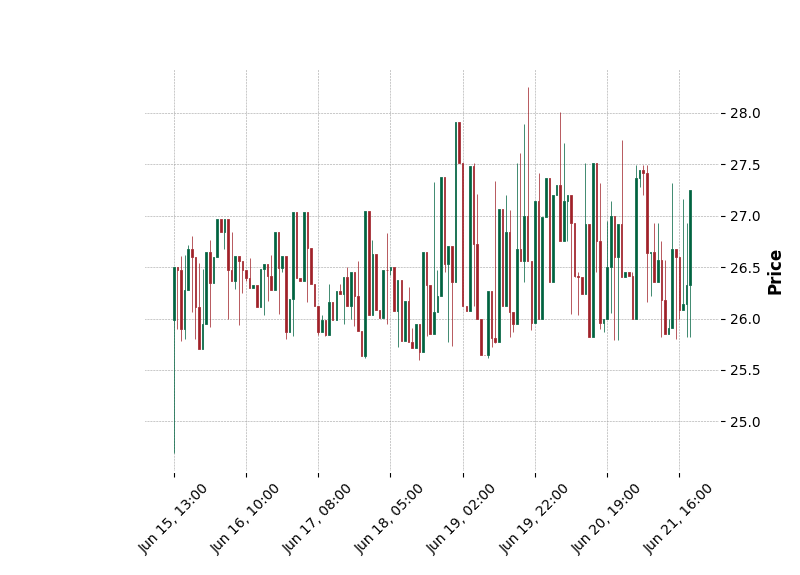 28.0
27.5
27.0
26.5
26.0
25.5
25.0
Price
Jun 15, 13:00
Jun 16, 10:00
Jun 17, 08:00
Jun 18, 05:00
Jun 19, 02:00
Jun 19, 22:00
Jun 20, 19:00
Jun 21, 16:00